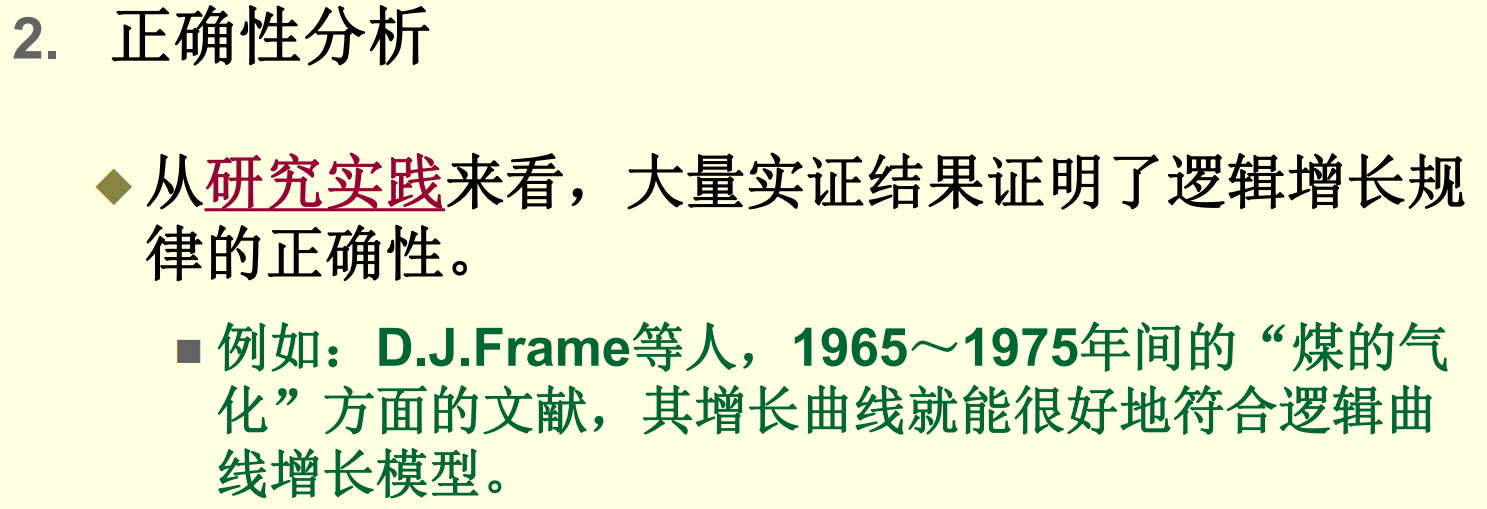 2. 正确性分析
◆从研究实践来看，大量实证结果证明了逻辑增长规
律的正确性。
■例如：D.J.Frame等人，1965～1975年间的“煤的气
化”方面的文献，其增长曲线就能很好地符合逻辑曲
线增长模型。